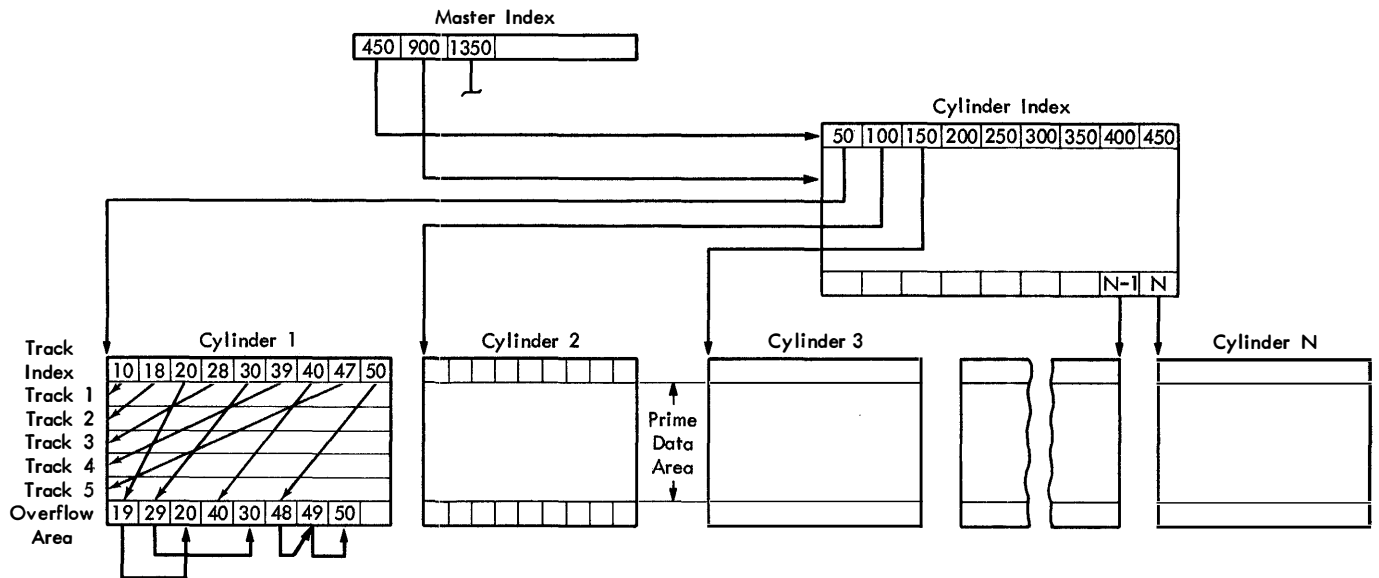 Master Index
450 900 1350
Cylinder Index
50 100 150 200 250 300 350 400 450
N-1 N
Cylinder 1
Cylinder 2
Cylinder 3
Cylinder N
Track
Index
10 18 20 28 30 39 40 47 50
Track 1
Track 2
Track 3
Track 4
Track 5
Prime
Data
Area
Overflow
Area
19 29 20 40 30 48 49 50